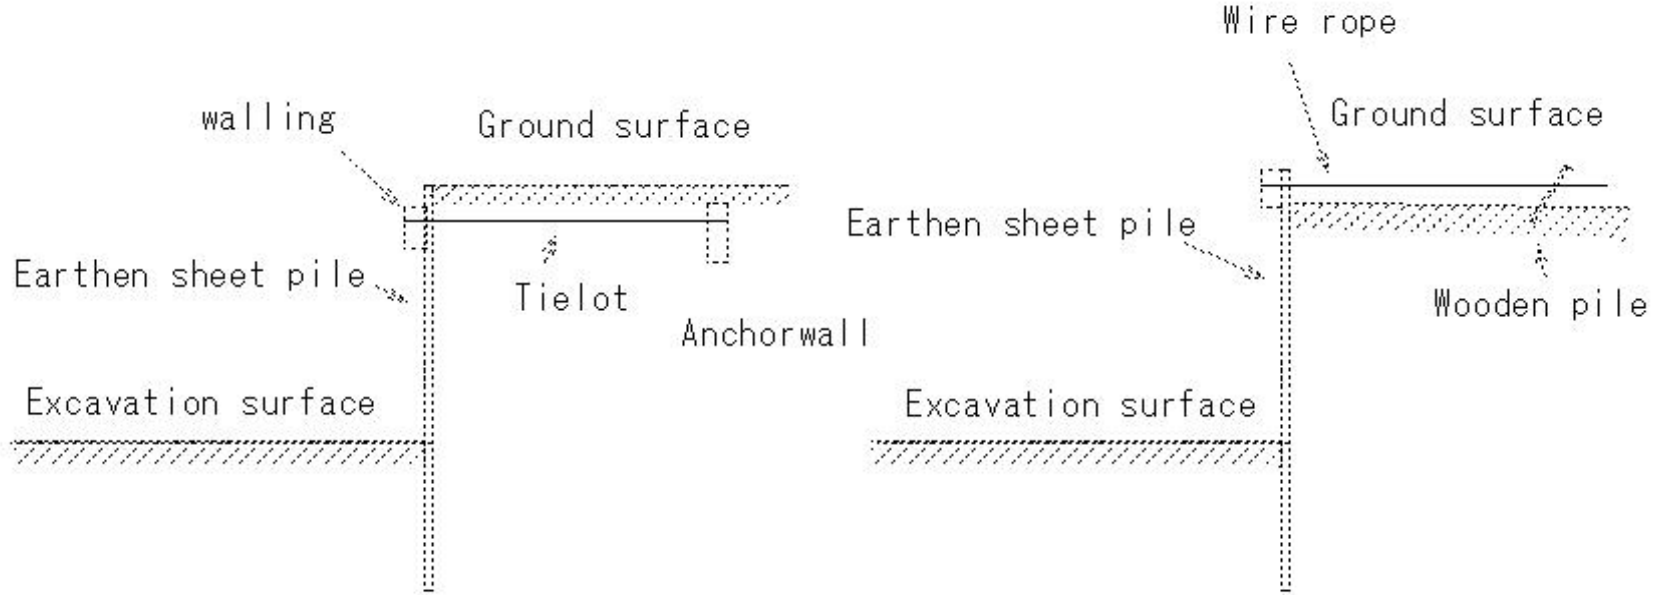 walling
Ground surface
Earthen sheet pile
Tielot
Anchorwall
Excavation surface
Wire rope
Ground surface
Earthen sheet pile
Wooden pile
Excavation surface